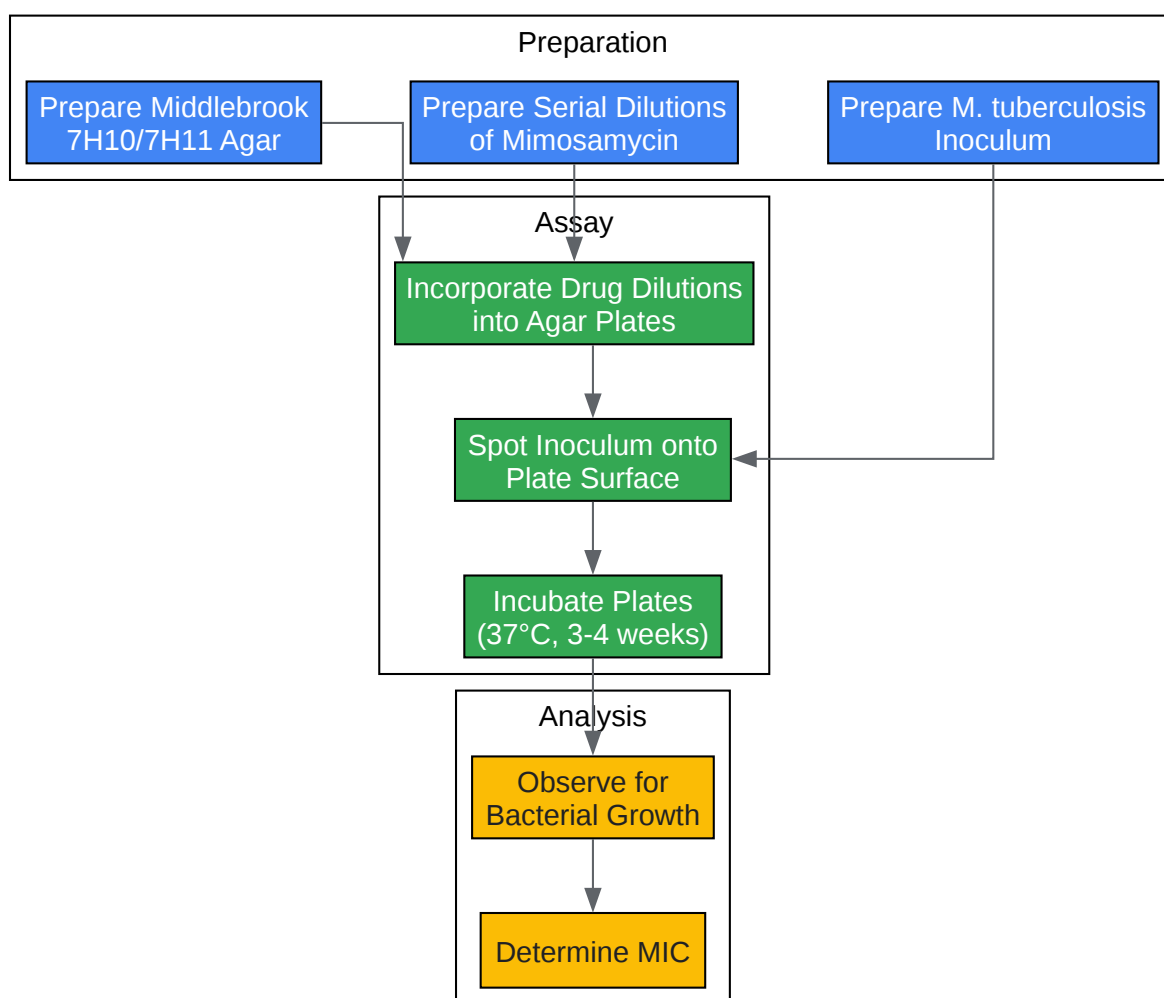 Preparation
Prepare Middlebrook
7H10/7H11 Agar
Prepare Serial Dilutions
of Mimosamycin
Prepare M. tuberculosis
Inoculum
Assay
Incorporate Drug Dilutions
into Agar Plates
Spot Inoculum onto
Plate Surface
Incubate Plates
(37°C, 3-4 weeks)
Analysis
Observe for
Bacterial Growth
Determine MIC